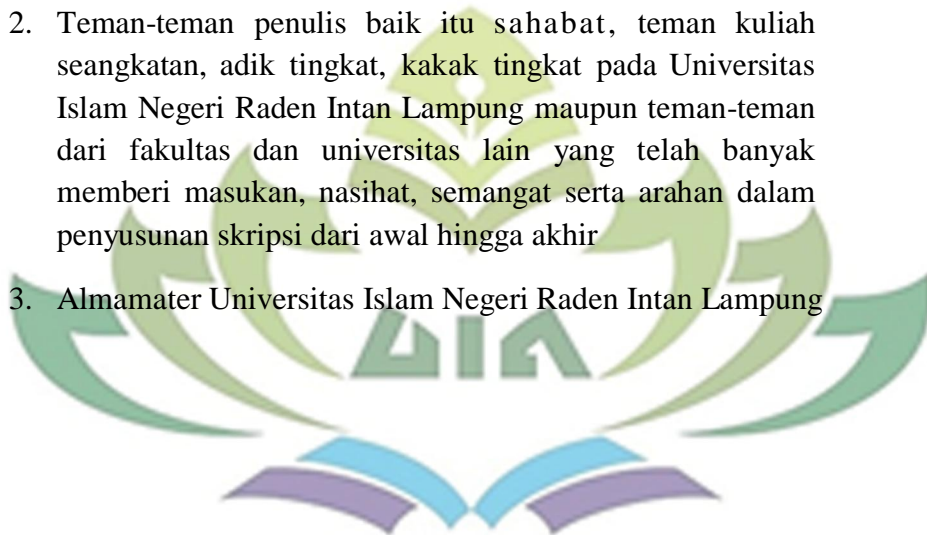 2. Teman-teman penulis baik itu sahabat, teman kuliah
seangkatan, adik tingkat, kakak tingkat pada Universitas
Islam Negeri Raden Intan Lampung maupun teman-teman
dari fakultas dan universitas lain yang telah banyak
memberi masukan, nasihat, semangat serta arahan dalam
penyusunan skripsi dari awal hingga akhir
3. Almamater Universitas Islam Negeri Raden Intan Lampung
UIN